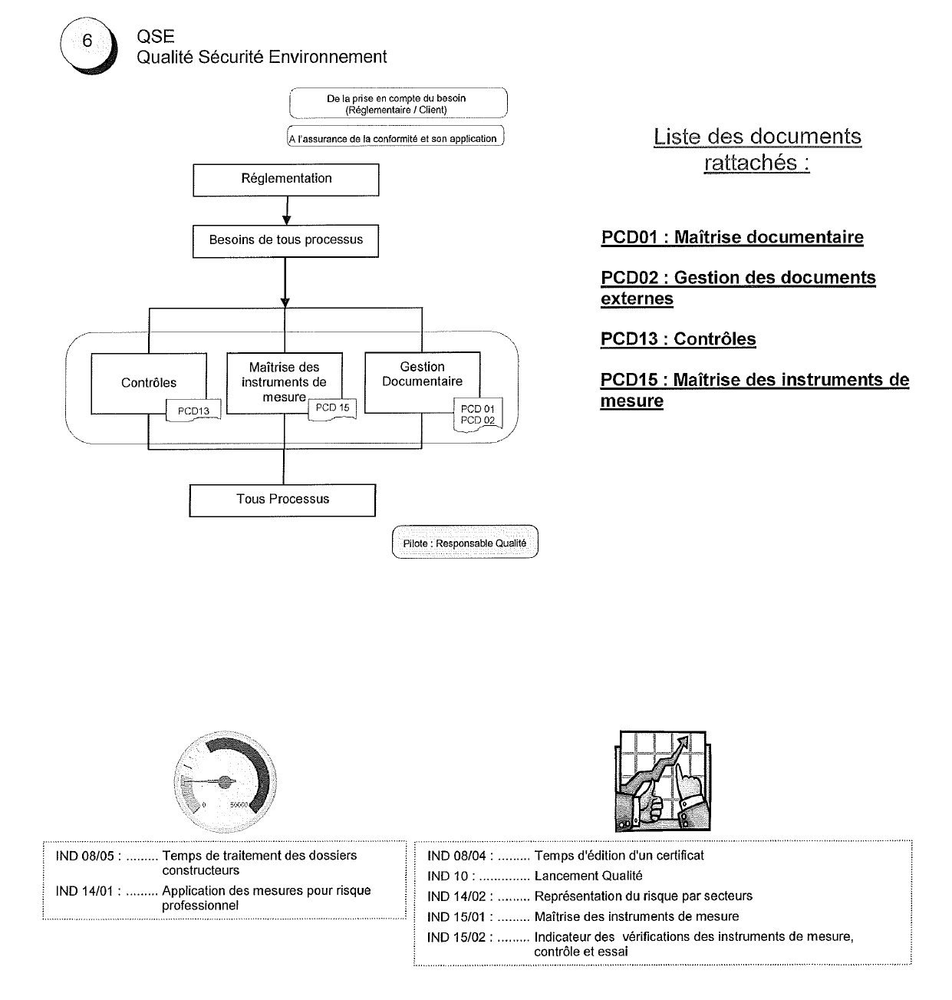 6
QSE
Qualité Sécurité Environnement
De la prise en compte du besoin
(Réglementaire / Client)
A l'assurance de la conformité et son application
Réglementation
Besoins de tous processus
Contrôles
PCD13
Maîtrise des
instruments de
mesure
PCD 15
Gestion
Documentaire
PCD 01
PCD 02
Tous Processus
Pilote : Responsable Qualité
Liste des documents
rattachés :
PCD01 : Maîtrise documentaire
PCD02 : Gestion des documents
externes
PCD13 : Contrôles
PCD15 : Maîtrise des instruments de
mesure
0
50000
IND 08/05 : ......... Temps de traitement des dossiers
constructeurs
IND 14/01 : ......... Application des mesures pour risque
professionnel
IND 08/04 : ......... Temps d'édition d'un certificat
IND 10 : .............. Lancement Qualité
IND 14/02 : ......... Représentation du risque par secteurs
IND 15/01 : ......... Maîtrise des instruments de mesure
IND 15/02 : ......... Indicateur des vérifications des instruments de mesure,
contrôle et essai